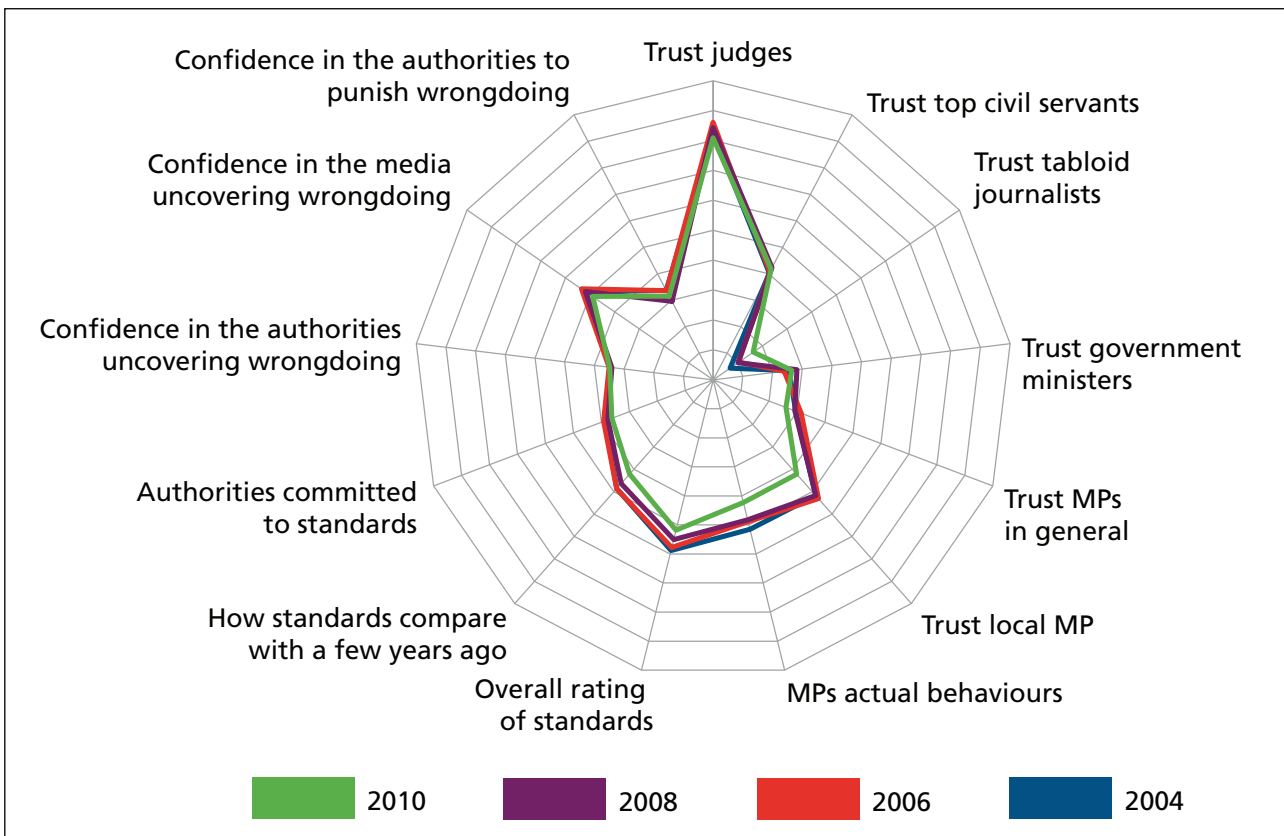 Trust judges
Trust top civil servants
Trust tabloid
journalists
Trust government
ministers
Trust MPs
in general
Trust local MP
MPs actual behaviours
Overall rating
of standards
How standards compare
with a few years ago
Authorities committed
to standards
Confidence in the authorities
uncovering wrongdoing
Confidence in the media
uncovering wrongdoing
Confidence in the authorities to
punish wrongdoing
2010
2008
2006
2004